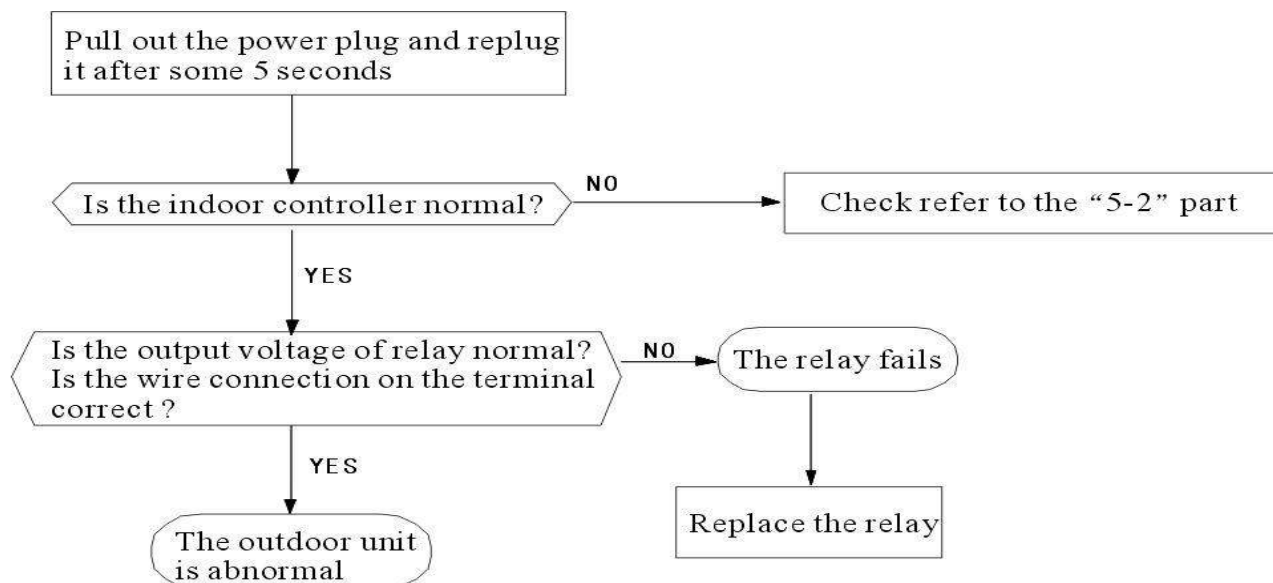 Pull out the power plug and replug
it after some 5 seconds
Is the indoor controller normal?
NO
Check refer to the “5-2” part
YES
Is the output voltage of relay normal?
Is the wire connection on the terminal
correct ?
NO
The relay fails
YES
Replace the relay
The outdoor unit
is abnormal